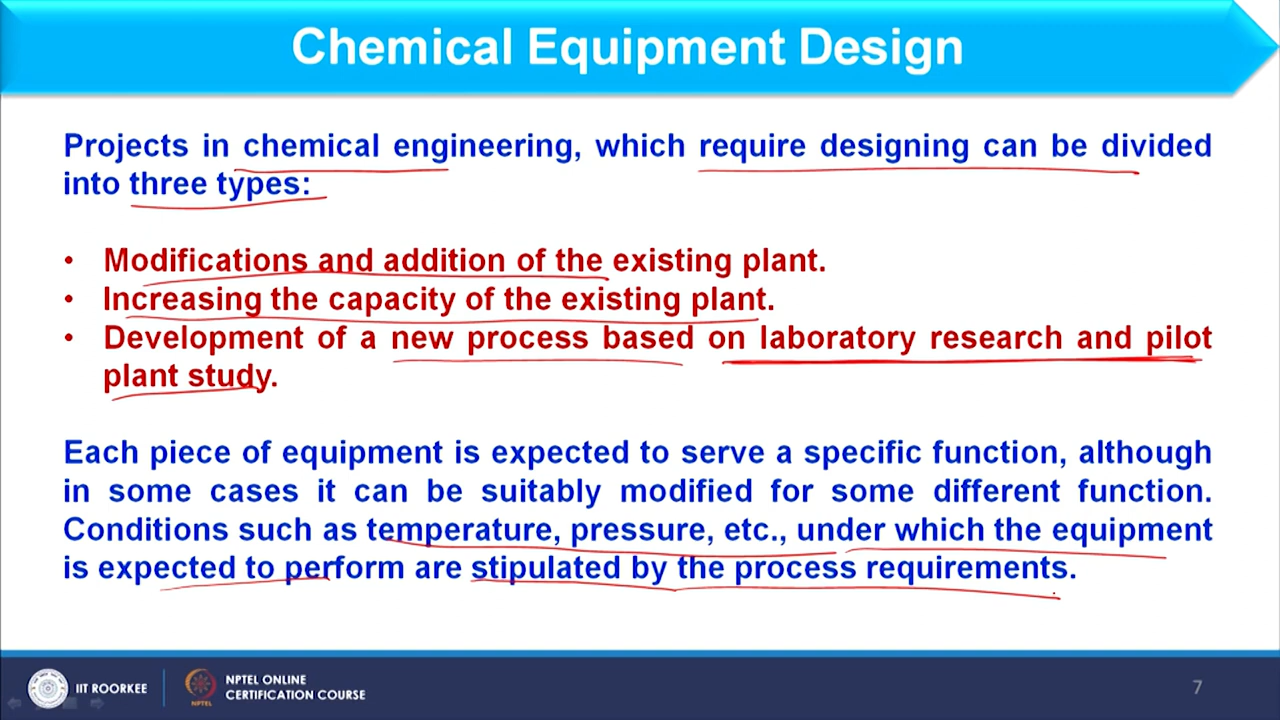 Chemical Equipment Design
Projects in chemical engineering, which require designing can be divided
into three types:
• Modifications and addition of the existing plant.
• Increasing the capacity of the existing plant.
• Development of a new process based on laboratory research and pilot
plant study.
Each piece of equipment is expected to serve a specific function, although
in some cases it can be suitably modified for some different function.
Conditions such as temperature, pressure, etc., under which the equipment
is expected to perform are stipulated by the process requirements.
IIT ROORKEE
NPTEL
NPTEL ONLINE
CERTIFICATION COURSE
7